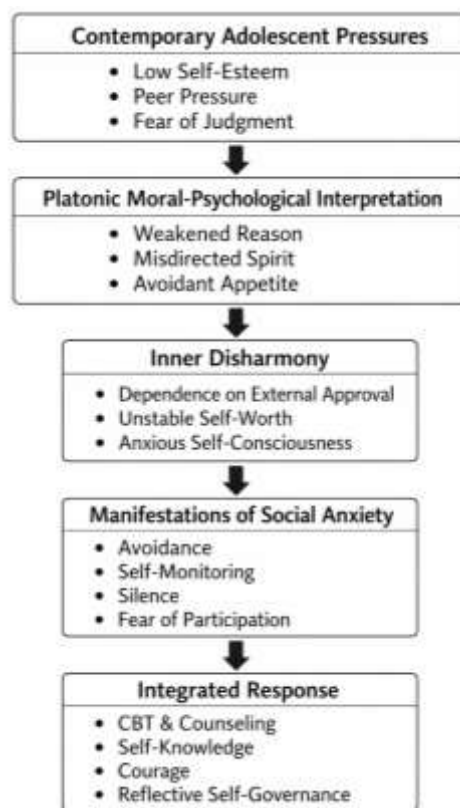 Contemporary Adolescent Pressures
• Low Self-Esteem
• Peer Pressure
• Fear of Judgment
Platonic Moral-Psychological Interpretation
• Weakened Reason
• Misdirected Spirit
• Avoidant Appetite
Inner Disharmony
• Dependence on External Approval
• Unstable Self-Worth
• Anxious Self-Consciousness
Manifestations of Social Anxiety
• Avoidance
• Self-Monitoring
• Silence
• Fear of Participation
Integrated Response
• CBT & Counseling
• Self-Knowledge
• Courage
• Reflective Self-Governance